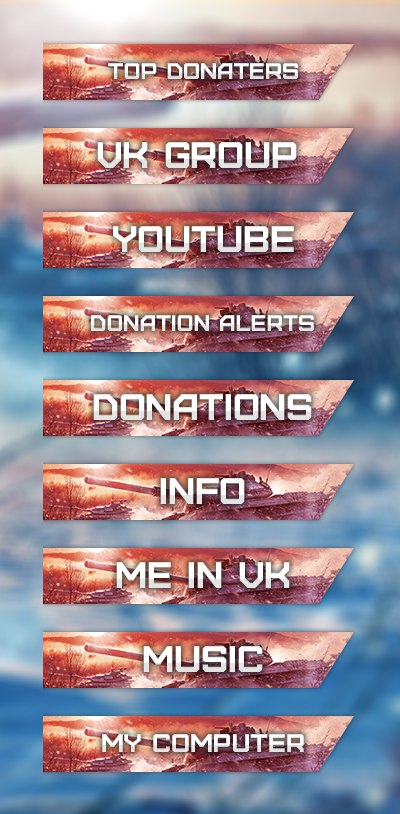 TOP DONATERS
VK GROUP
YOUTUBE
DONATION ALERTS
DONATIONS
INFO
ME IN VK
MUSIC
MY COMPUTER